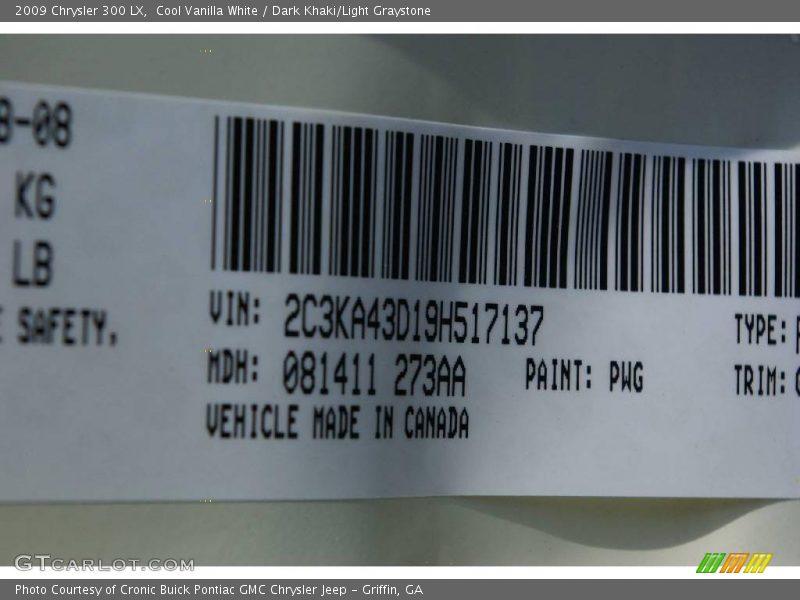 2009 Chrysler 300 LX, Cool Vanilla White / Dark Khaki/Light Graystone
8-08
KG
LB
E SAFETY.
VIN: 2C3KA43D19H517137
TYPE:
MDH: 081411 273AA
PAINT: PWG
TRIM:
VEHICLE MADE IN CANADA
GTCARLOT.COM
Photo Courtesy of Cronic Buick Pontiac GMC Chrysler Jeep - Griffin, GA